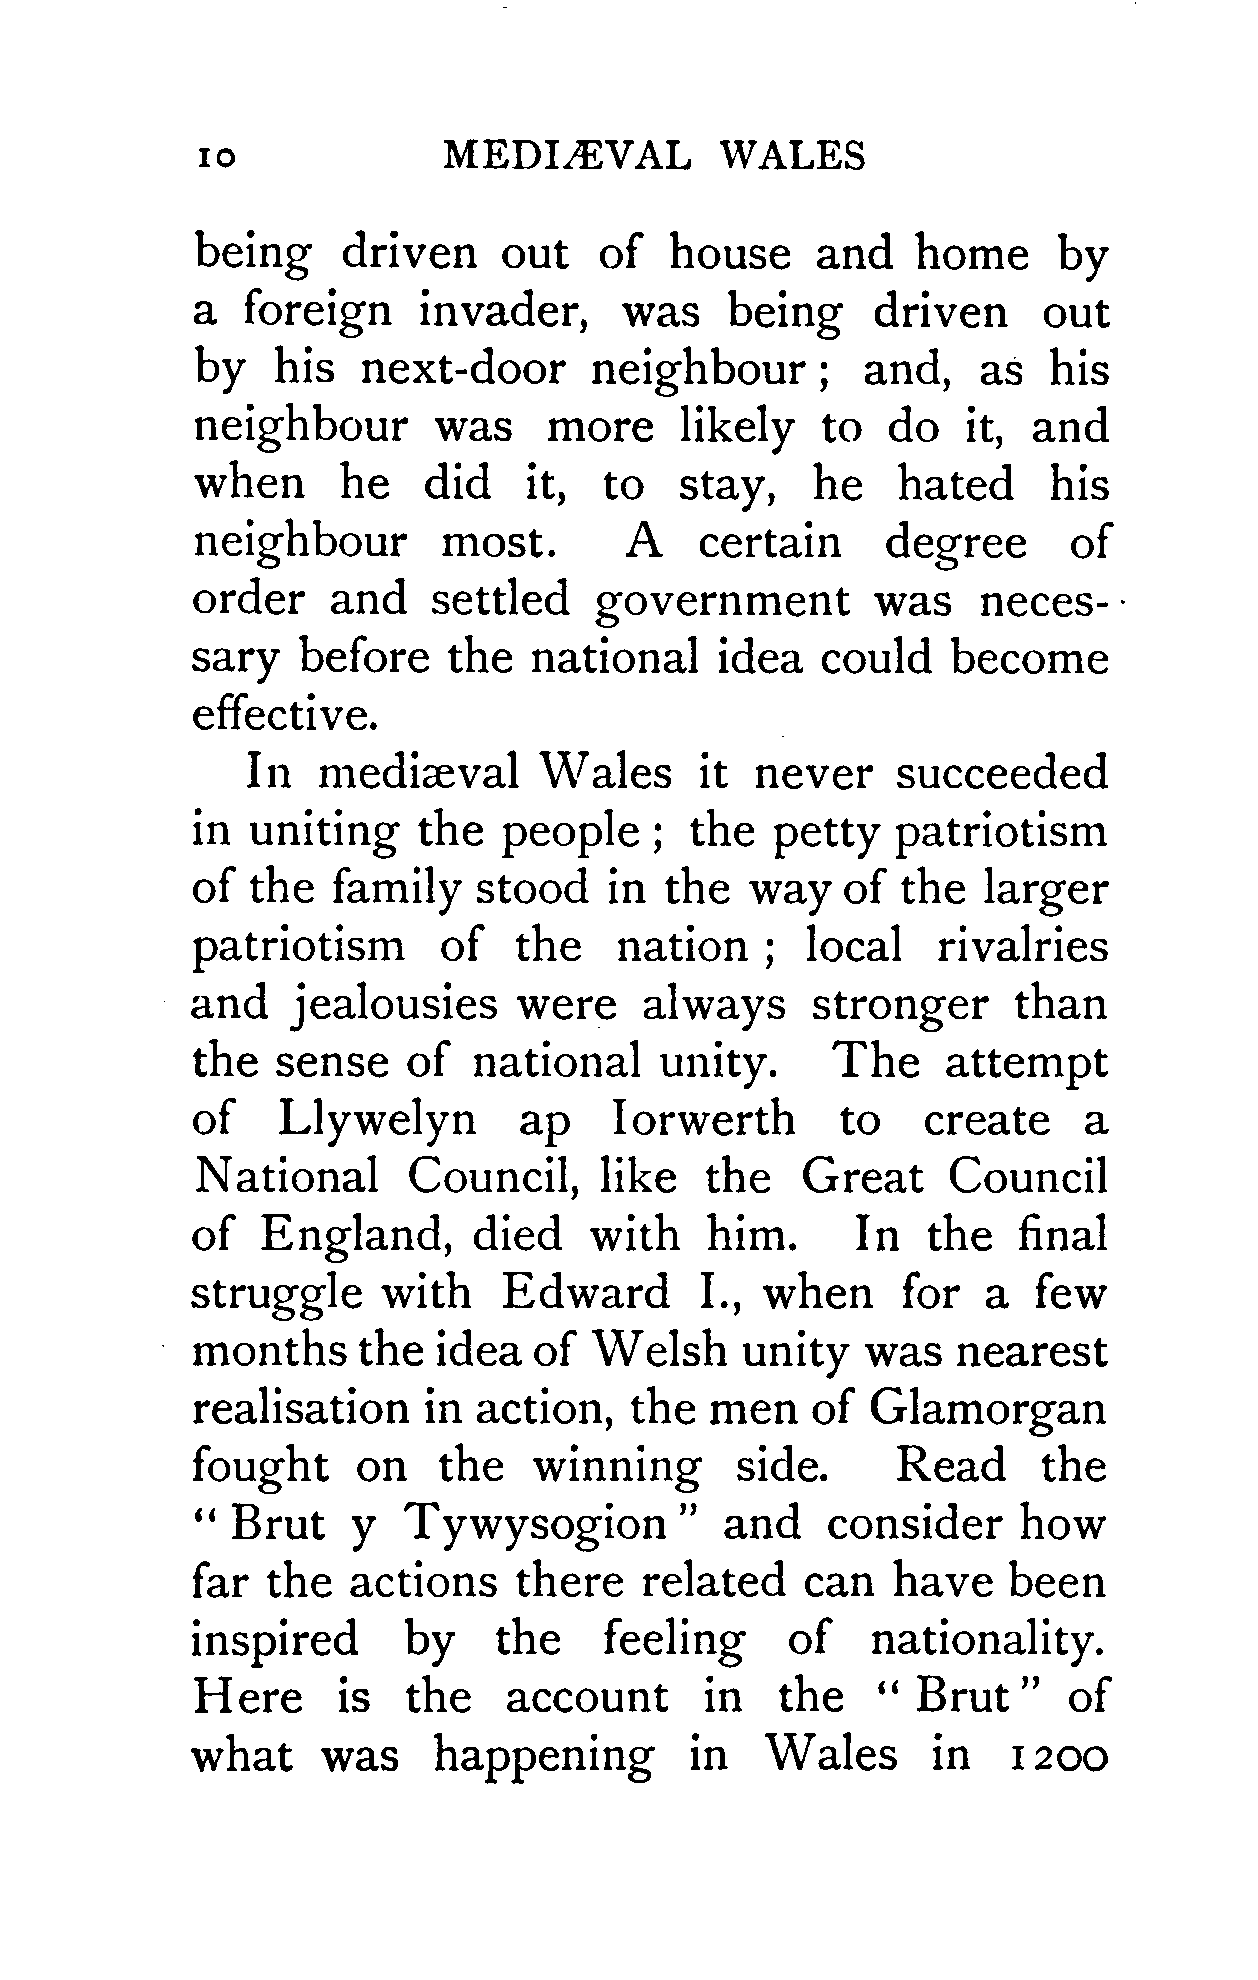 10 MEDIÆVAL WALES
being driven out of house and home by
a foreign invader, was being driven out
by his next-door neighbour ; and, as his
neighbour was more likely to do it, and
when he did it, to stay, he hated his
neighbour most. A certain degree of
order and settled government was neces-
sary before the national idea could become
effective.
In mediæval Wales it never succeeded
in uniting the people ; the petty patriotism
of the family stood in the way of the larger
patriotism of the nation ; local rivalries
and jealousies were always stronger than
the sense of national unity. The attempt
of Llywelyn ap Iorwerth to create a
National Council, like the Great Council
of England, died with him. In the final
struggle with Edward I., when for a few
months the idea of Welsh unity was nearest
realisation in action, the men of Glamorgan
fought on the winning side. Read the
“ Brut y Tywysogion ” and consider how
far the actions there related can have been
inspired by the feeling of nationality.
Here is the account in the “ Brut ” of
what was happening in Wales in 1200